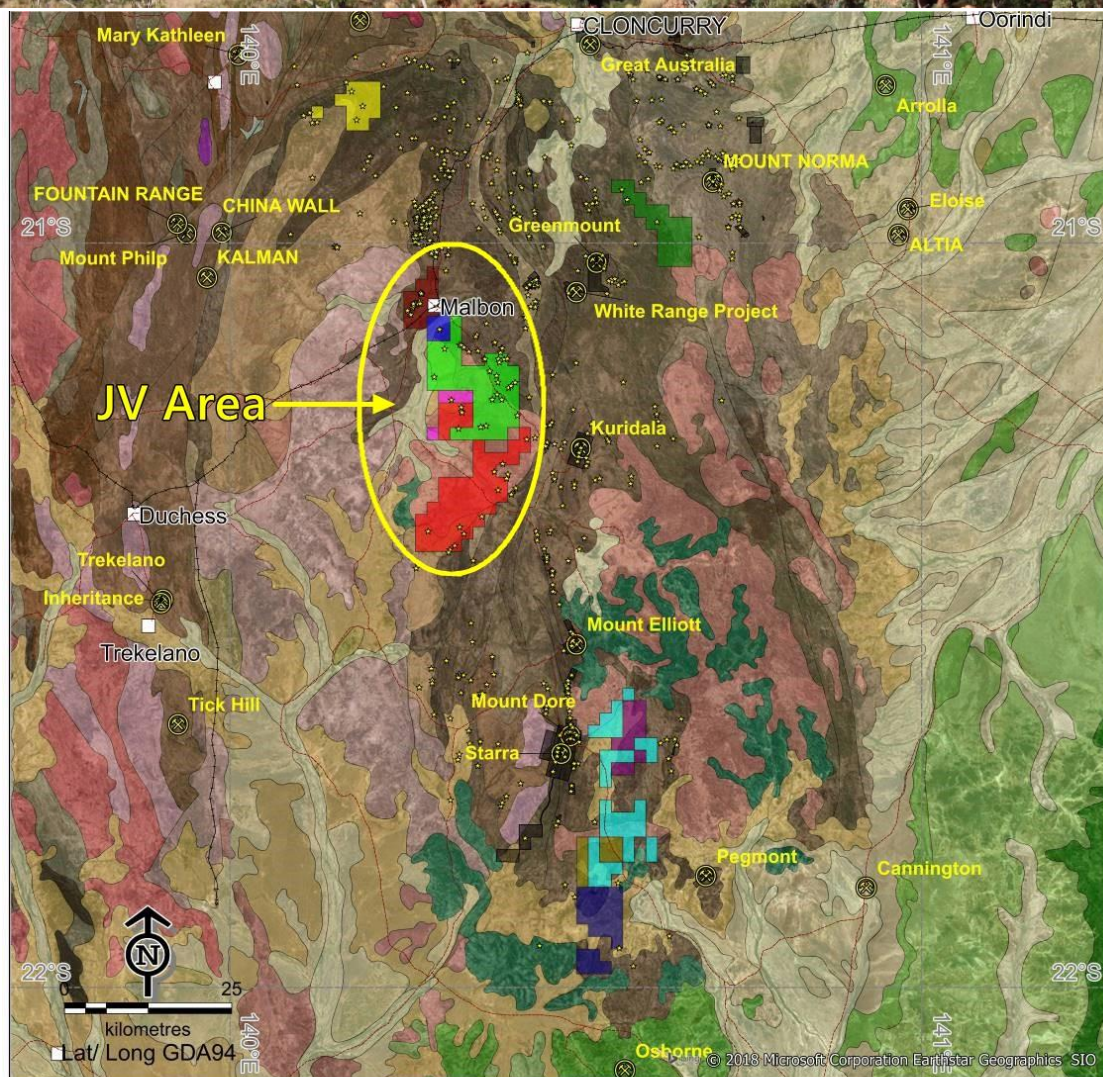 CLONCURRY
Oorindi
Mary Kathleen
140°E
141°E
Great Australia
Arrolla
MOUNT NORMA
FOUNTAIN RANGE
CHINA WALL
Eloise
21°S
Greenmount
21°S
ALTIA
Mount Philp
KALMAN
Malbon
White Range Project
JV Area
Kuridala
Duchess
Trekelano
Inheritance
Mount Elliott
Trekelano
Tick Hill
Mount Dore
Starra
Pegmont
Cannington
N
22°S
22°S
0 25
kilometres
140°E
141°E
Lat/ Long GDA94
Osborne
© 2018 Microsoft Corporation Earthstar Geographics SIO